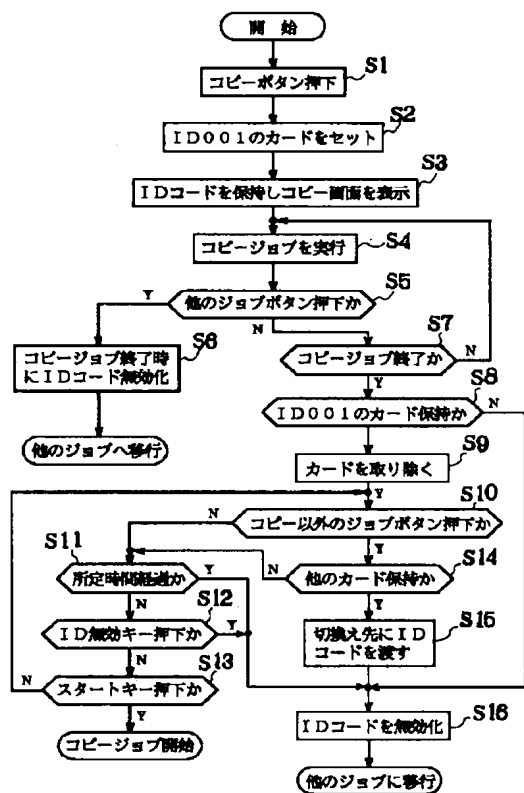 開 始
コピーボタン押下
S1
ID001のカードをセット
S2
IDコードを保持しコピー画面を表示
S3
コピージョブを実行
S4
他のジョブボタン押下か
S5
Y
N
コピージョブ終了時
にIDコード無効化
S6
コピージョブ終了か
S7
N
Y
他のジョブへ移行
ID001のカード保持か
S8
N
Y
カードを取り除く
S9
Y
コピー以外のジョブボタン押下か
S10
N
Y
所定時間経過か
S11
Y
N
他のカード保持か
S14
N
Y
ID無効キー押下か
S12
Y
N
切換え先にID
コードを渡す
S15
スタートキー押下か
S13
N
Y
コピージョブ開始
IDコードを無効化
S16
他のジョブに移行